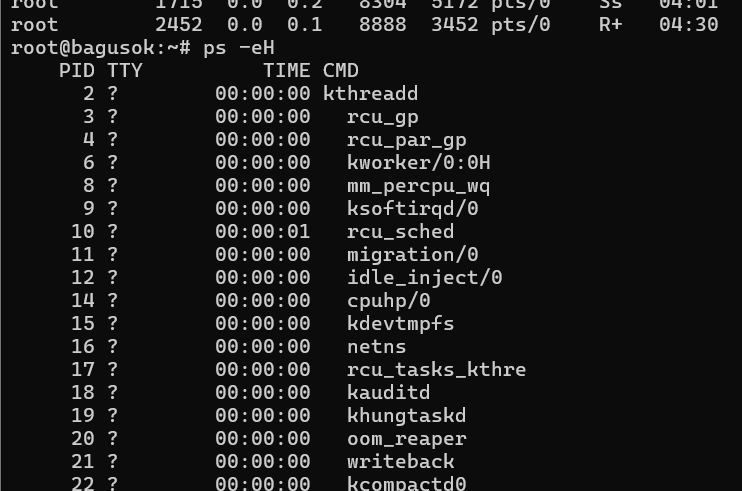 root 1715 0.0 0.2 8304 5172 pts/0 Ss 04:01
root 2452 0.0 0.1 8888 3452 pts/0 R+ 04:30
root@bagusok:~# ps -eH
PID TTY TIME CMD
2 ? 00:00:00 kthreadd
3 ? 00:00:00 rcu_gp
4 ? 00:00:00 rcu_par_gp
6 ? 00:00:00 kworker/0:0H
8 ? 00:00:00 mm_percpu_wq
9 ? 00:00:00 ksoftirqd/0
10 ? 00:00:01 rcu_sched
11 ? 00:00:00 migration/0
12 ? 00:00:00 idle_inject/0
14 ? 00:00:00 cpuhp/0
15 ? 00:00:00 kdevtmpfs
16 ? 00:00:00 netns
17 ? 00:00:00 rcu_tasks_kthre
18 ? 00:00:00 kauditd
19 ? 00:00:00 khungtaskd
20 ? 00:00:00 oom_reaper
21 ? 00:00:00 writeback
22 ? 00:00:00 kcompactd0